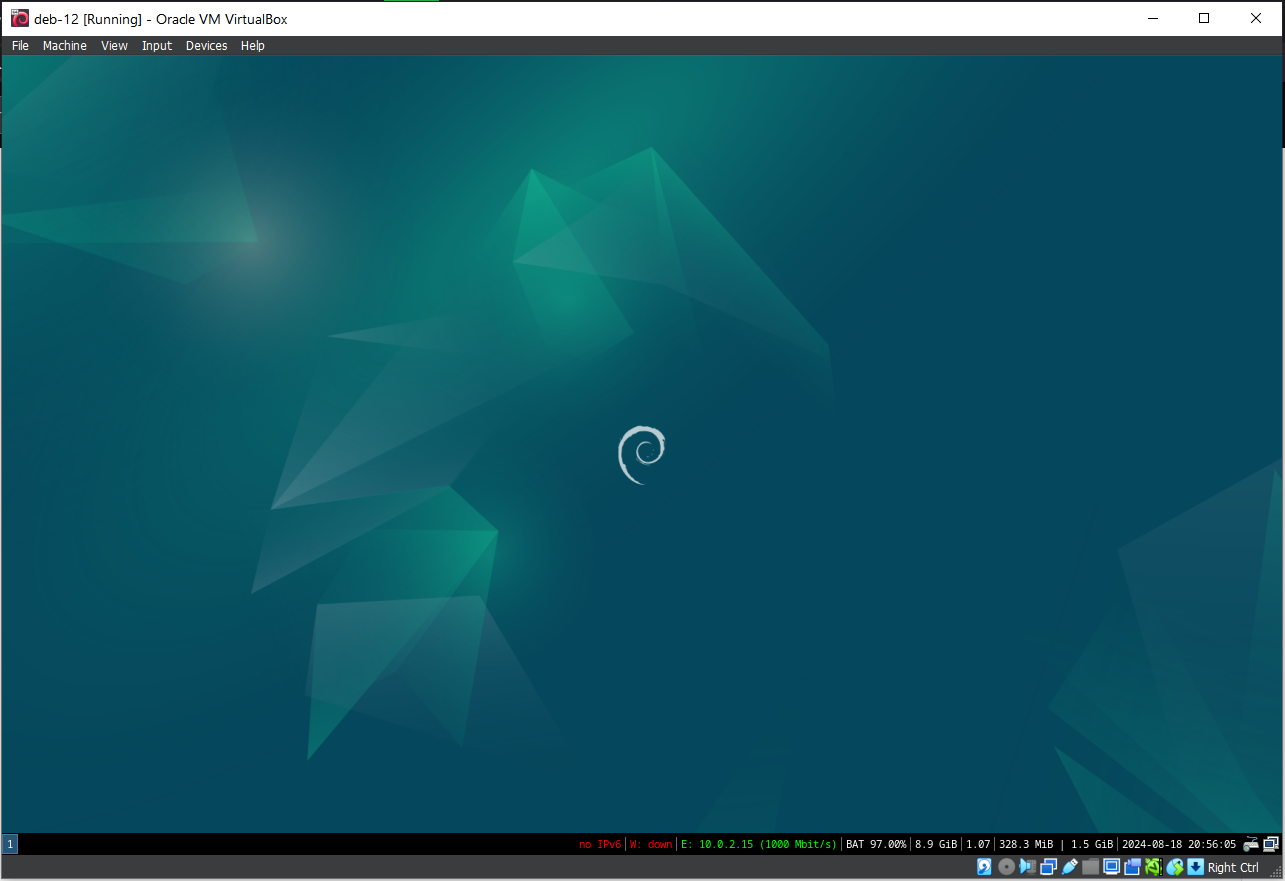 deb-12 [Running] - Oracle VM VirtualBox
File Machine View Input Devices Help
1 no IPv6|W: down|E: 10.0.2.15 (1000 Mbit/s)|BAT 97.00%|8.9 GiB|1.07|328.3 MiB | 1.5 GiB|2024-08-18 20:56:05
Right Ctrl